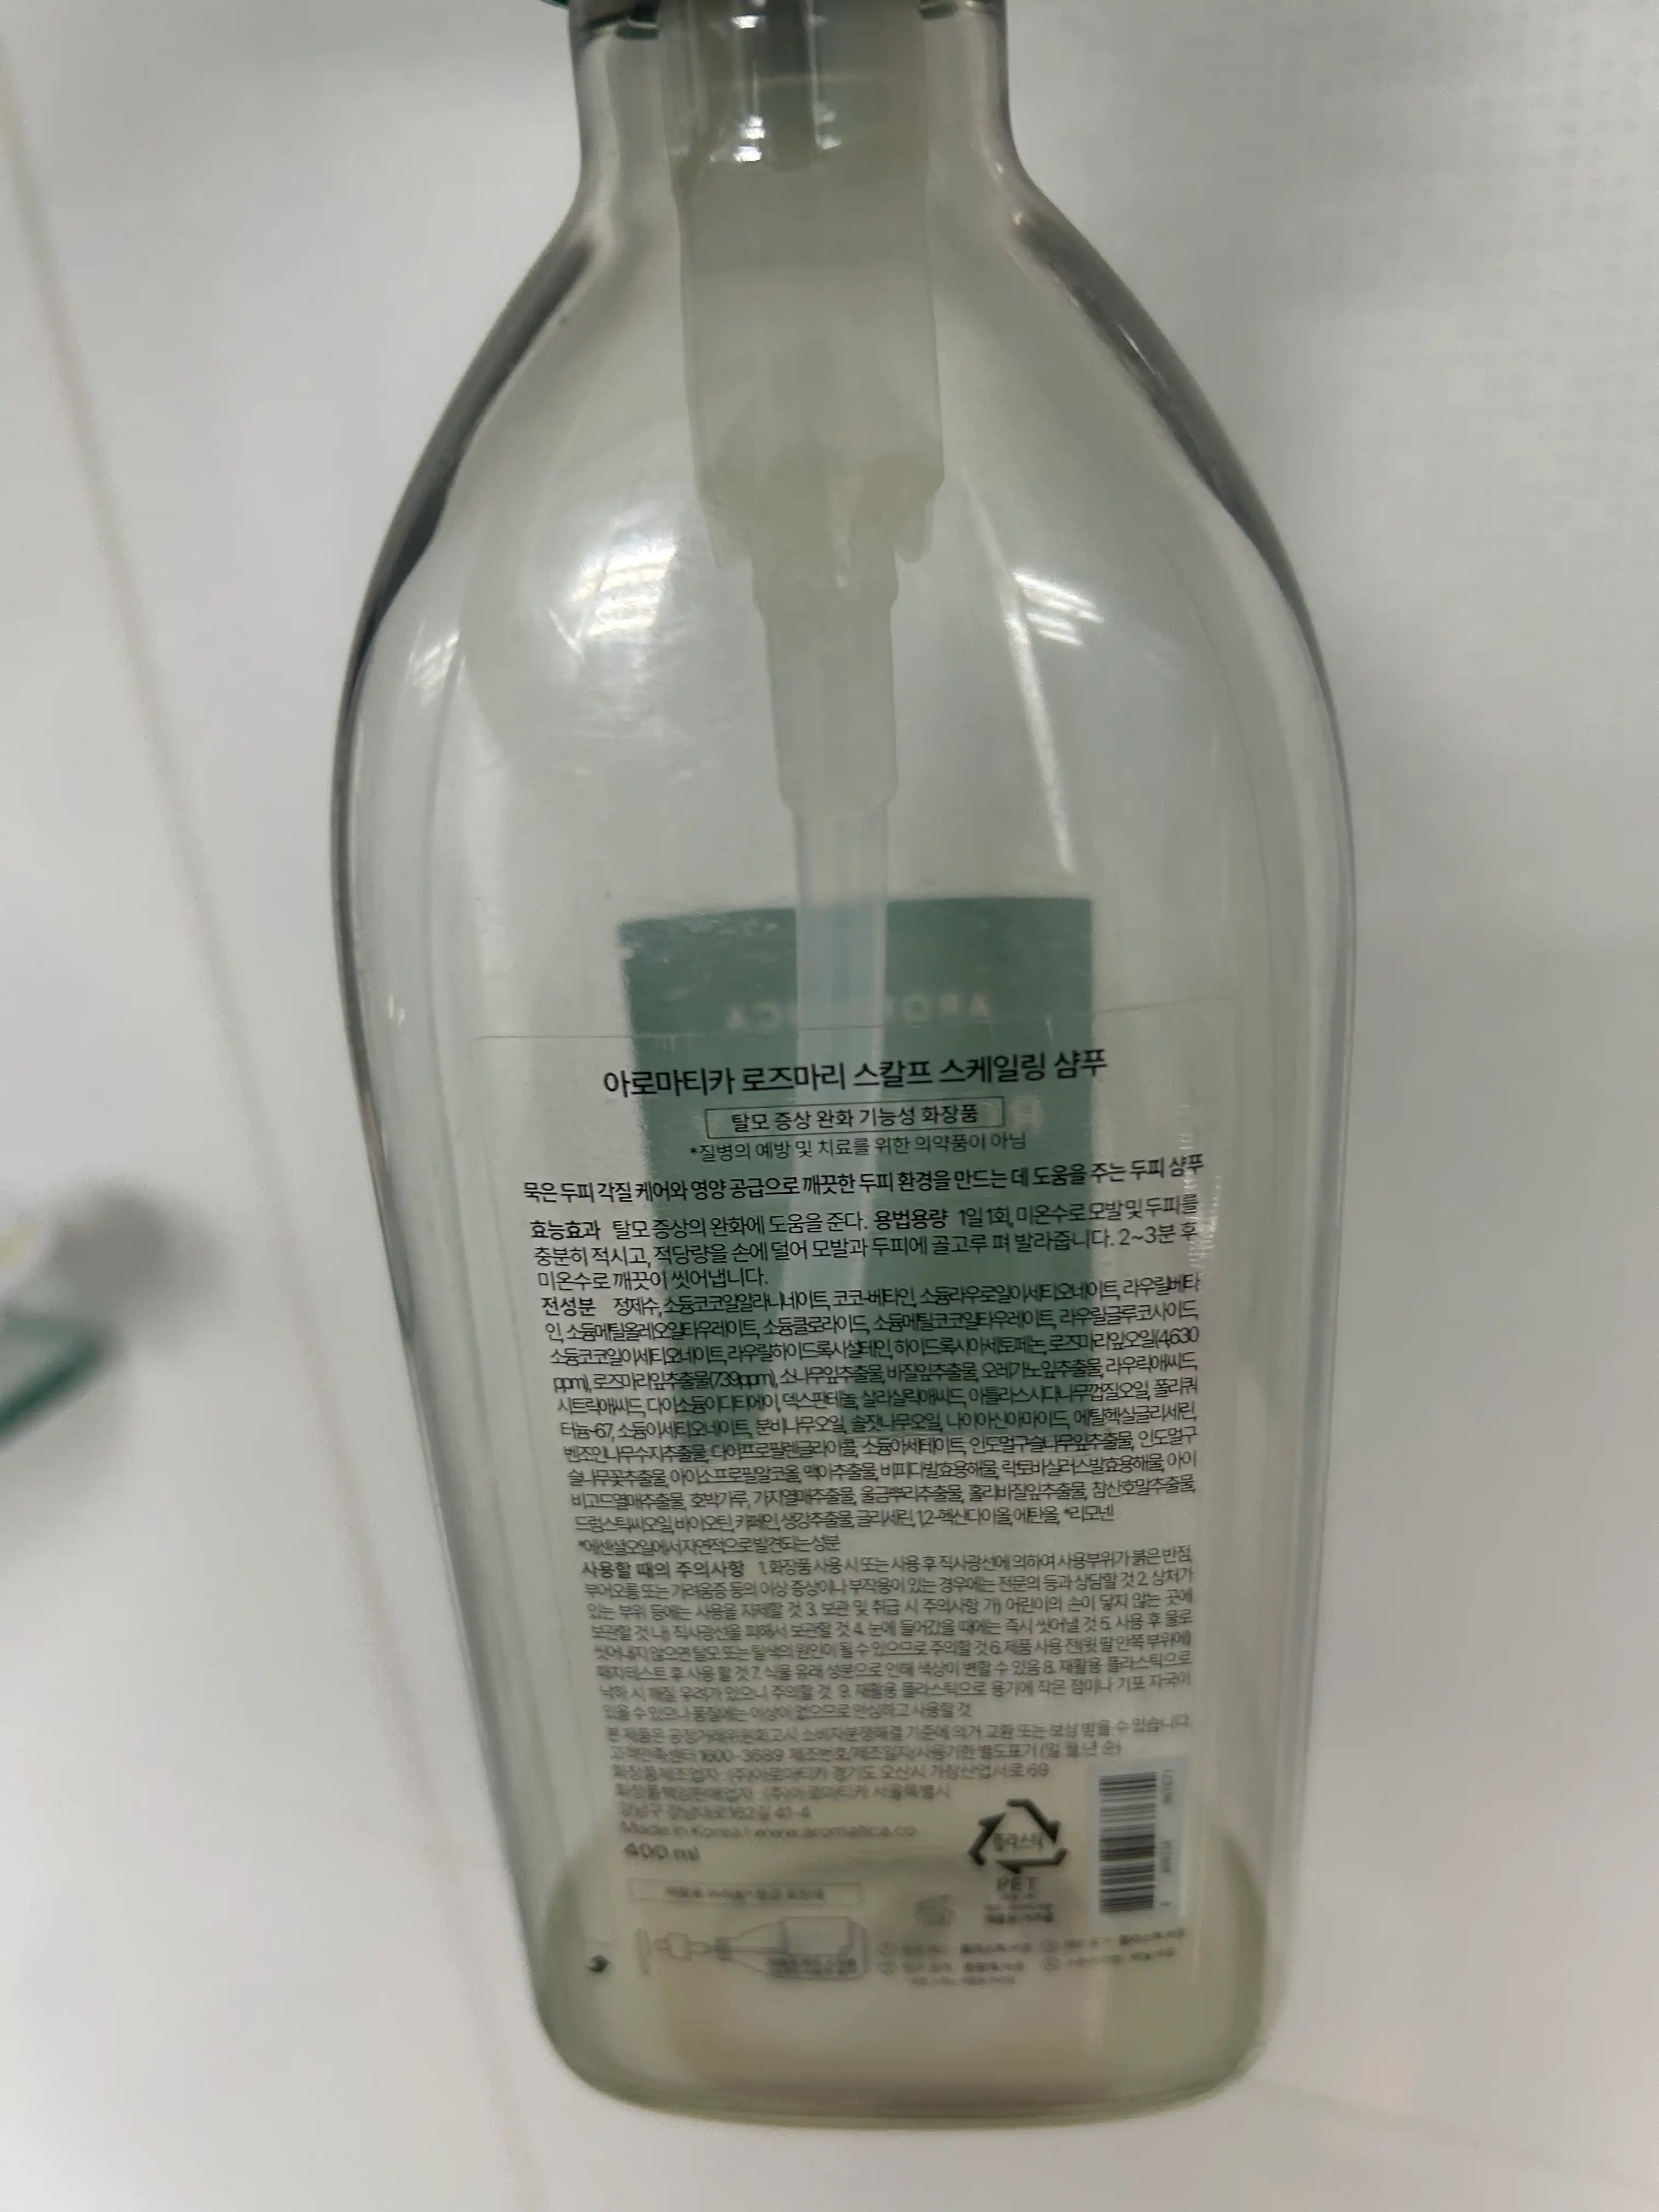 AROMATICA
아로마티카 로즈마리 스칼프 스케일링 샴푸
탈모 증상 완화 기능성 화장품
*질병의 예방 및 치료를 위한 의약품이 아님
묵은 두피 각질 케어와 영양 공급으로 깨끗한 두피 환경을 만드는 데 도움을 주는 두피 샴푸
효능효과 탈모 증상의 완화에 도움을 준다. 용법용량 1일 1회, 미온수로 모발 및 두피를
충분히 적시고, 적당량을 손에 덜어 모발과 두피에 골고루 펴 발라줍니다. 2~3분 후
미온수로 깨끗이 씻어냅니다.
전성분 정제수, 소듐코코일알라니네이트, 코코-베타인, 소듐라우로일이세티오네이트, 라우릴베타
인, 소듐메틸올레오일타우레이트, 소듐클로라이드, 소듐메틸코코일타우레이트, 라우릴글루코사이드,
소듐코코일이세티오네이트, 라우릴하이드록시설테인, 하이드록시아세토페논, 로즈마리잎오일(4,630
ppm), 로즈마리잎추출물(739ppm), 소나무잎추출물, 바질잎추출물, 오레가노잎추출물, 라우릭애씨드,
시트릭애씨드, 다이소듐이디티에이, 덱스판테놀, 살리실릭애씨드, 아틀라스시다나무껍질오일, 폴리쿼
터늄-67, 소듐이세티오네이트, 분비나무오일, 솔잣나무오일, 나이아신아마이드, 에틸헥실글리세린,
벤조인나무수지추출물, 다이프로필렌글라이콜, 소듐아세테이트, 인도멀구슬나무잎추출물, 인도멀구
슬나무꽃추출물, 아이소프로필알코올, 맥아추출물, 비피다발효용해물, 락토바실러스발효용해물, 아이
비고드열매추출물, 호박가루, 가지열매추출물, 울금뿌리추출물, 홀리바질잎추출물, 참산호말추출물,
드럼스틱씨오일, 바이오틴, 카페인, 생강추출물, 글리세린, 1,2-헥산다이올, 에탄올, *리모넨
*에센셜오일에서 자연적으로 발견되는 성분
사용할 때의 주의사항 1. 화장품 사용 시 또는 사용 후 직사광선에 의하여 사용부위가 붉은 반점,
부어오름 또는 가려움증 등의 이상 증상이나 부작용이 있는 경우에는 전문의 등과 상담할 것 2. 상처가
있는 부위 등에는 사용을 자제할 것 3. 보관 및 취급 시 주의사항 가) 어린이의 손이 닿지 않는 곳에
보관할 것 나) 직사광선을 피해서 보관할 것 4. 눈에 들어갔을 때에는 즉시 씻어낼 것 5. 사용 후 물로
씻어내지 않으면 탈모 또는 탈색의 원인이 될 수 있으므로 주의할 것 6. 제품 사용 전(윗 팔 안쪽 부위에)
패치테스트 후 사용 할 것 7. 식물 유래 성분으로 인해 색상이 변할 수 있음 8. 재활용 플라스틱으로
낙하 시 깨질 우려가 있으니 주의할 것 9. 재활용 플라스틱으로 용기에 작은 점이나 기포 자국이
있을 수 있으나 품질에는 이상이 없으므로 안심하고 사용할 것
본 제품은 공정거래위원회고시 소비자분쟁해결 기준에 의거 교환 또는 보상 받을 수 있습니다.
고객만족센터 1600-3689 제조번호/제조일자/사용기한 별도표기 (일 월 년 순)
화장품제조업자 (주)아로마티카 경기도 오산시 가장산업서로 69
화장품책임판매업자 (주)아로마티카 서울특별시
강남구 강남대로162길 41-4
Made in Korea | www.aromatica.co
400 ml
플라스틱
PET